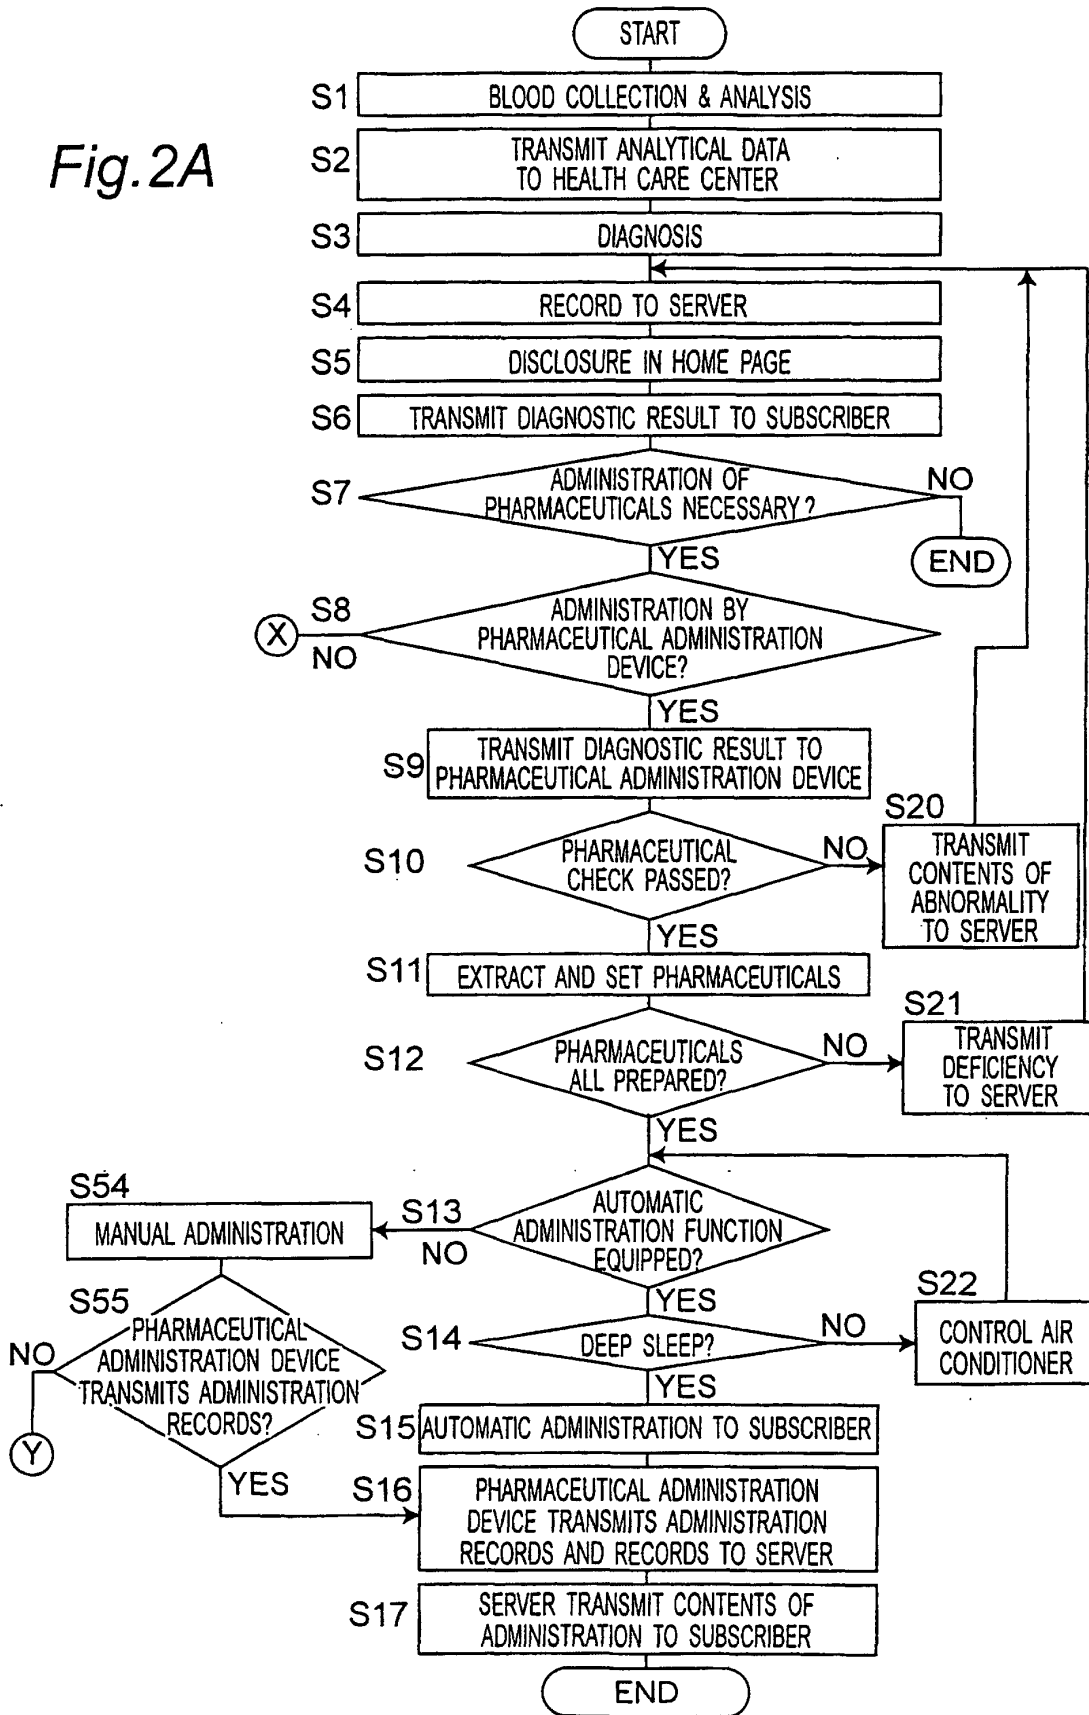 Fig.2A
START
S1
BLOOD COLLECTION & ANALYSIS
S2
TRANSMIT ANALYTICAL DATA
TO HEALTH CARE CENTER
S3
DIAGNOSIS
S4
RECORD TO SERVER
S5
DISCLOSURE IN HOME PAGE
S6
TRANSMIT DIAGNOSTIC RESULT TO SUBSCRIBER
S7
ADMINISTRATION OF
PHARMACEUTICALS NECESSARY?
NO
END
YES
S8
ADMINISTRATION BY
PHARMACEUTICAL ADMINISTRATION
DEVICE?
X
NO
YES
S9
TRANSMIT DIAGNOSTIC RESULT TO
PHARMACEUTICAL ADMINISTRATION DEVICE
S10
PHARMACEUTICAL
CHECK PASSED?
NO
S20
TRANSMIT
CONTENTS OF
ABNORMALITY
TO SERVER
YES
S11
EXTRACT AND SET PHARMACEUTICALS
S12
PHARMACEUTICALS
ALL PREPARED?
NO
S21
TRANSMIT
DEFICIENCY
TO SERVER
YES
S13
AUTOMATIC
ADMINISTRATION FUNCTION
EQUIPPED?
NO
S54
MANUAL ADMINISTRATION
S55
PHARMACEUTICAL
ADMINISTRATION DEVICE
TRANSMITS ADMINISTRATION
RECORDS?
NO
Y
YES
YES
S14
DEEP SLEEP?
NO
S22
CONTROL AIR
CONDITIONER
YES
S15
AUTOMATIC ADMINISTRATION TO SUBSCRIBER
S16
PHARMACEUTICAL ADMINISTRATION
DEVICE TRANSMITS ADMINISTRATION
RECORDS AND RECORDS TO SERVER
S17
SERVER TRANSMIT CONTENTS OF
ADMINISTRATION TO SUBSCRIBER
END